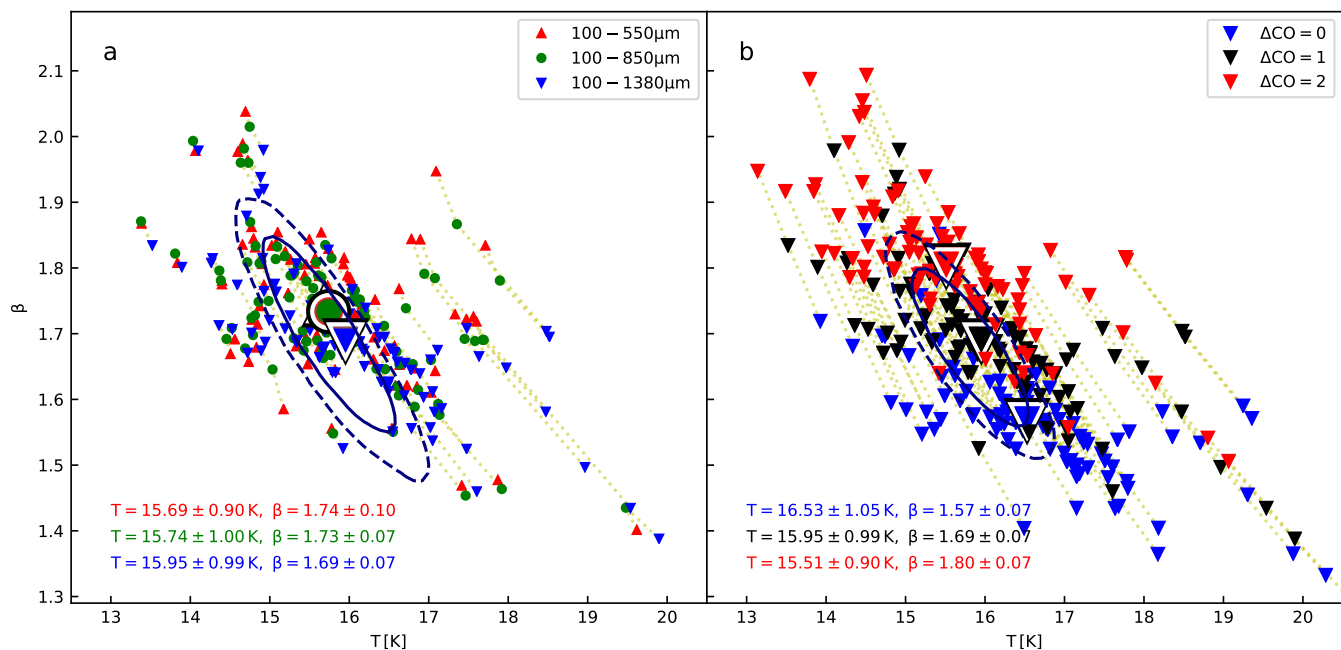 a
100 − 550μm
100 − 850μm
100 − 1380μm
β
2.1
2.0
1.9
1.8
1.7
1.6
1.5
1.4
1.3
T = 15.69 ± 0.90 K, β = 1.74 ± 0.10
T = 15.74 ± 1.00 K, β = 1.73 ± 0.07
T = 15.95 ± 0.99 K, β = 1.69 ± 0.07
13 14 15 16 17 18 19 20
T [K]
b
ΔCO = 0
ΔCO = 1
ΔCO = 2
T = 16.53 ± 1.05 K, β = 1.57 ± 0.07
T = 15.95 ± 0.99 K, β = 1.69 ± 0.07
T = 15.51 ± 0.90 K, β = 1.80 ± 0.07
13 14 15 16 17 18 19 20
T [K]